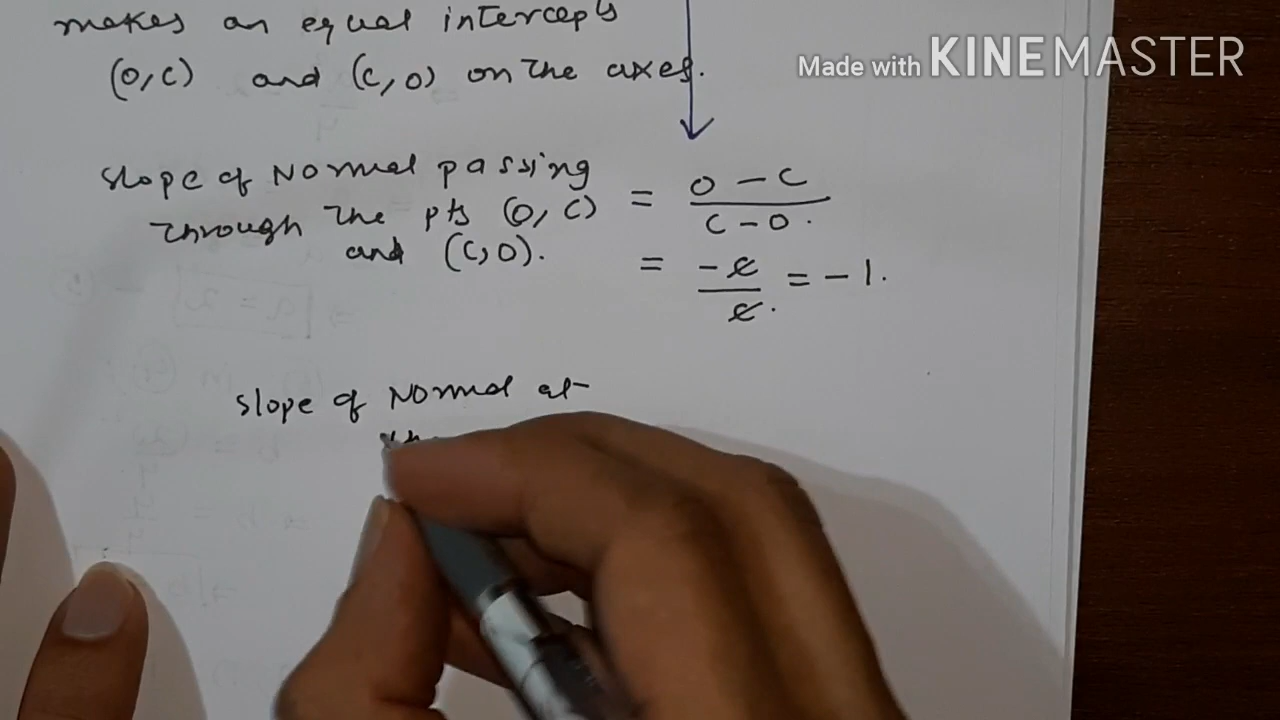 makes an equal intercepts
(0,c) and (c,0) on the axes.
Made with KINEMASTER
Slope of Normal passing
through the pts (0,c)
and (c,0).
= 0 - c / c - 0.
= -c / c. = -1.
Slope of Normal at
the